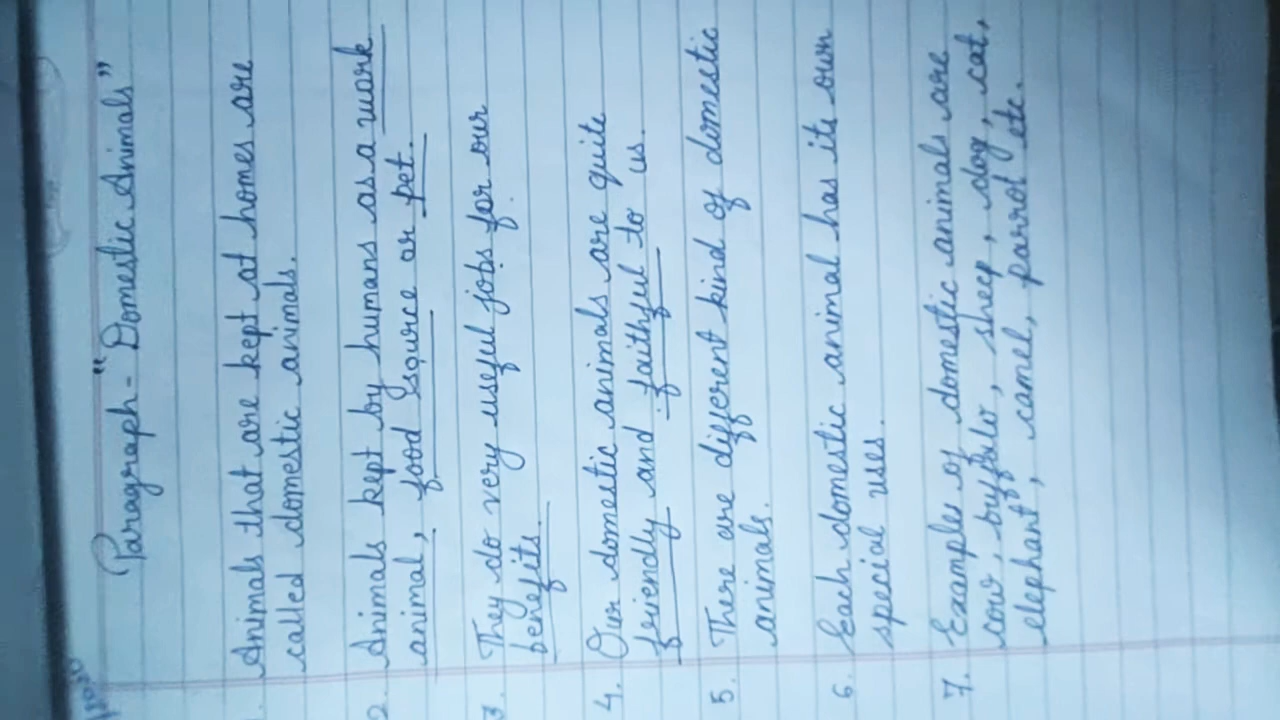 Paragraph - "Domestic Animals"
1. Animals that are kept at homes are
called domestic animals.
2. Animals kept by humans as a work
animal, food source or pet.
3. They do very useful jobs for our
benefits.
4. Our domestic animals are quite
friendly and faithful to us.
5. There are different kind of domestic
animals.
6. Each domestic animal has its own
special uses.
7. Examples of domestic animals are
cow, buffulo, sheep, dog, cat,
elephant, camel, parrot etc.